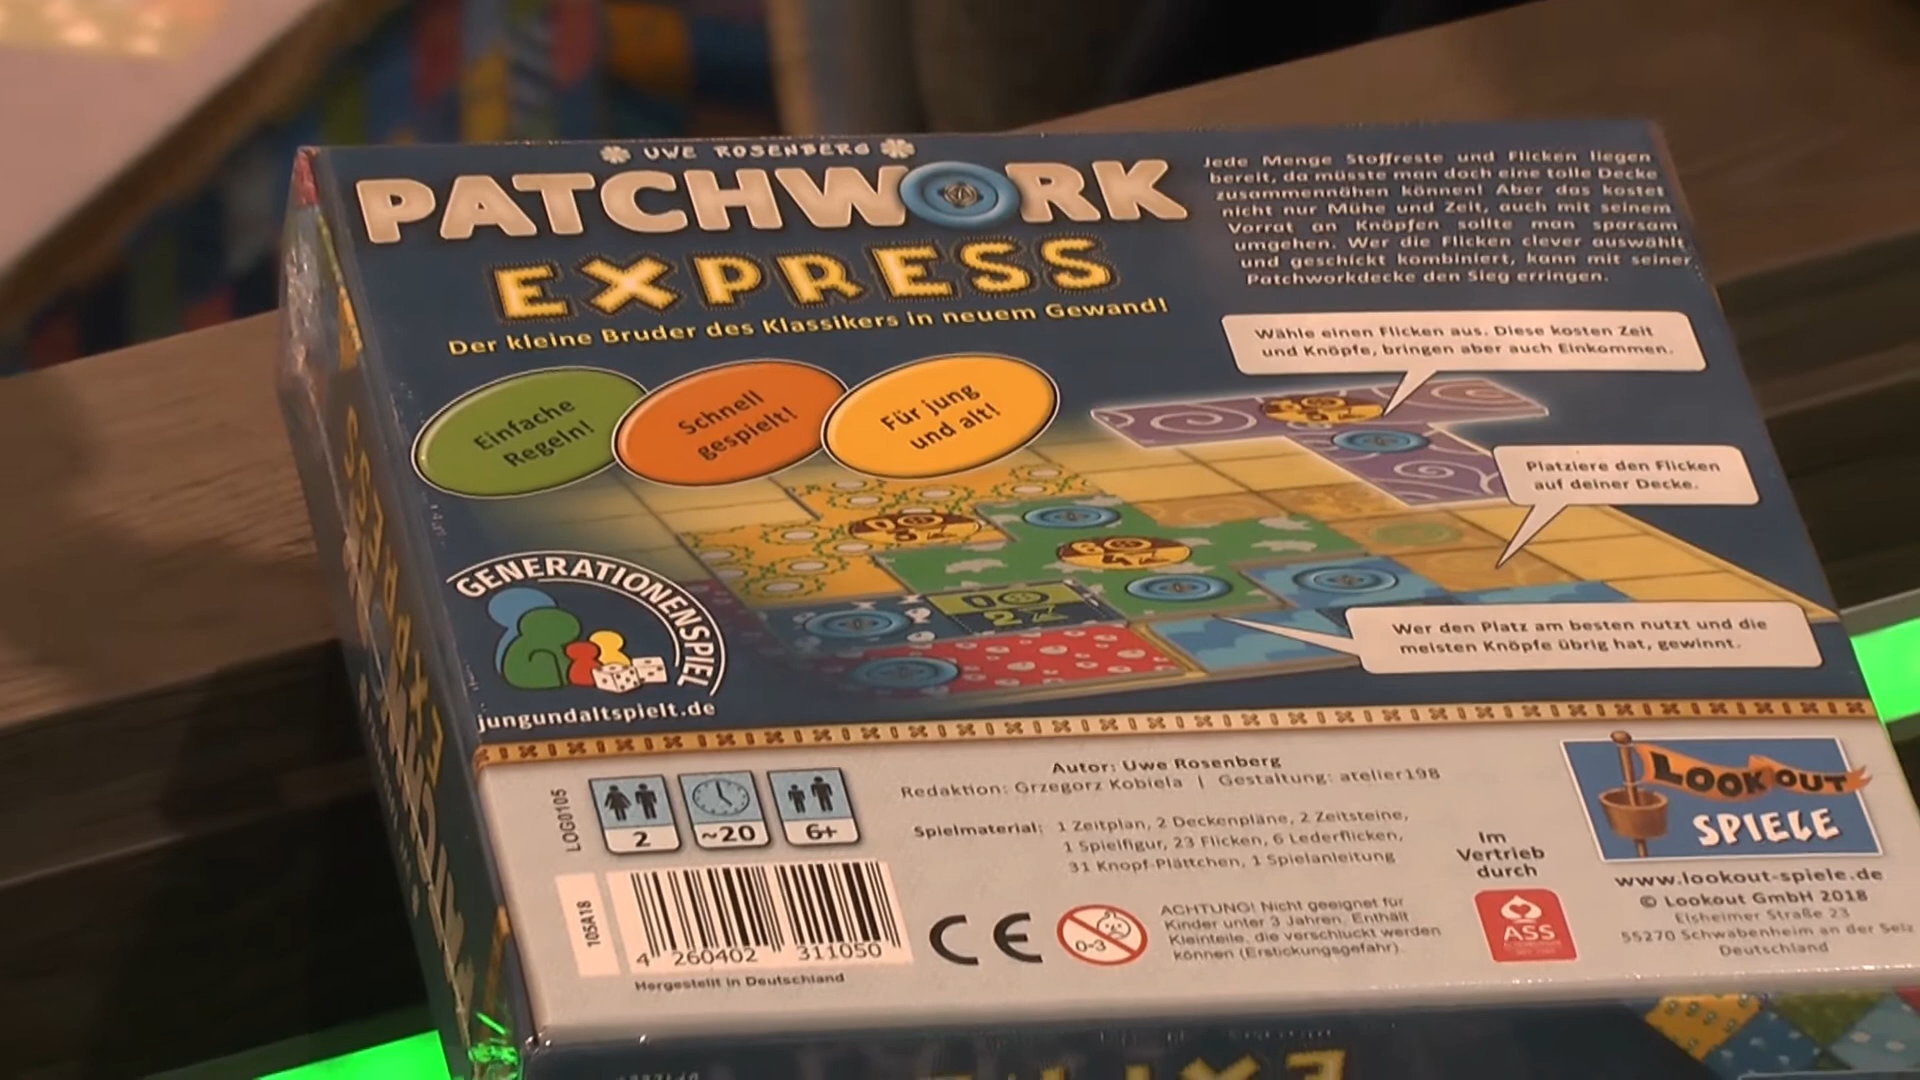 UWE ROSENBERG
PATCHWORK
EXPRESS
Der kleine Bruder des Klassikers in neuem Gewand!
Jede Menge Stoffreste und Flicken liegen
bereit, da müsste man doch eine tolle Decke
zusammennähen können! Aber das kostet
nicht nur Mühe und Zeit, auch mit seinem
Vorrat an Knöpfen sollte man sparsam
umgehen. Wer die Flicken clever auswählt
und geschickt kombiniert, kann mit seiner
Patchworkdecke den Sieg erringen.
Einfache
Regeln!
Schnell
gespielt!
Für jung
und alt!
Wähle einen Flicken aus. Diese kosten Zeit
und Knöpfe, bringen aber auch Einkommen.
Platziere den Flicken
auf deiner Decke.
Wer den Platz am besten nutzt und die
meisten Knöpfe übrig hat, gewinnt.
GENERATIONENSPIEL
jungundaltspielt.de
LOG0105
2
~20
6+
105A18
4 260402 311050
Hergestellt in Deutschland
Autor: Uwe Rosenberg
Redaktion: Grzegorz Kobiela | Gestaltung: atelier198
Spielmaterial: 1 Zeitplan, 2 Deckenpläne, 2 Zeitsteine,
1 Spielfigur, 23 Flicken, 6 Lederflicken,
31 Knopf-Plättchen, 1 Spielanleitung
CE
0-3
ACHTUNG! Nicht geeignet für
Kinder unter 3 Jahren. Enthält
Kleinteile, die verschluckt werden
können (Erstickungsgefahr).
Im
Vertrieb
durch
ASS
LOOKOUT
SPIELE
www.lookout-spiele.de
© Lookout GmbH 2018
Elsheimer Straße 23
55270 Schwabenheim an der Selz
Deutschland